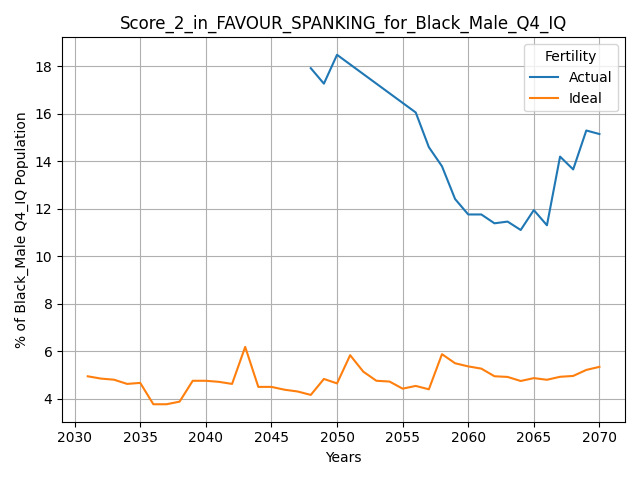 Score_2_in_FAVOUR_SPANKING_for_Black_Male_Q4_IQ
Fertility
Actual
Ideal
% of Black_Male Q4_IQ Population
18
16
14
12
10
8
6
4
2030 2035 2040 2045 2050 2055 2060 2065 2070
Years